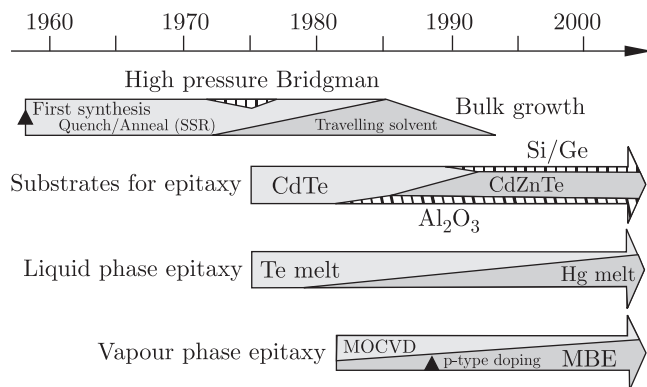 1960 1970 1980 1990 2000
High pressure Bridgman
First synthesis
Bulk growth
Quench/Anneal (SSR) Travelling solvent
Si/Ge
Substrates for epitaxy CdTe CdZnTe
Al₂O₃
Liquid phase epitaxy Te melt Hg melt
MOCVD
Vapour phase epitaxy p-type doping MBE